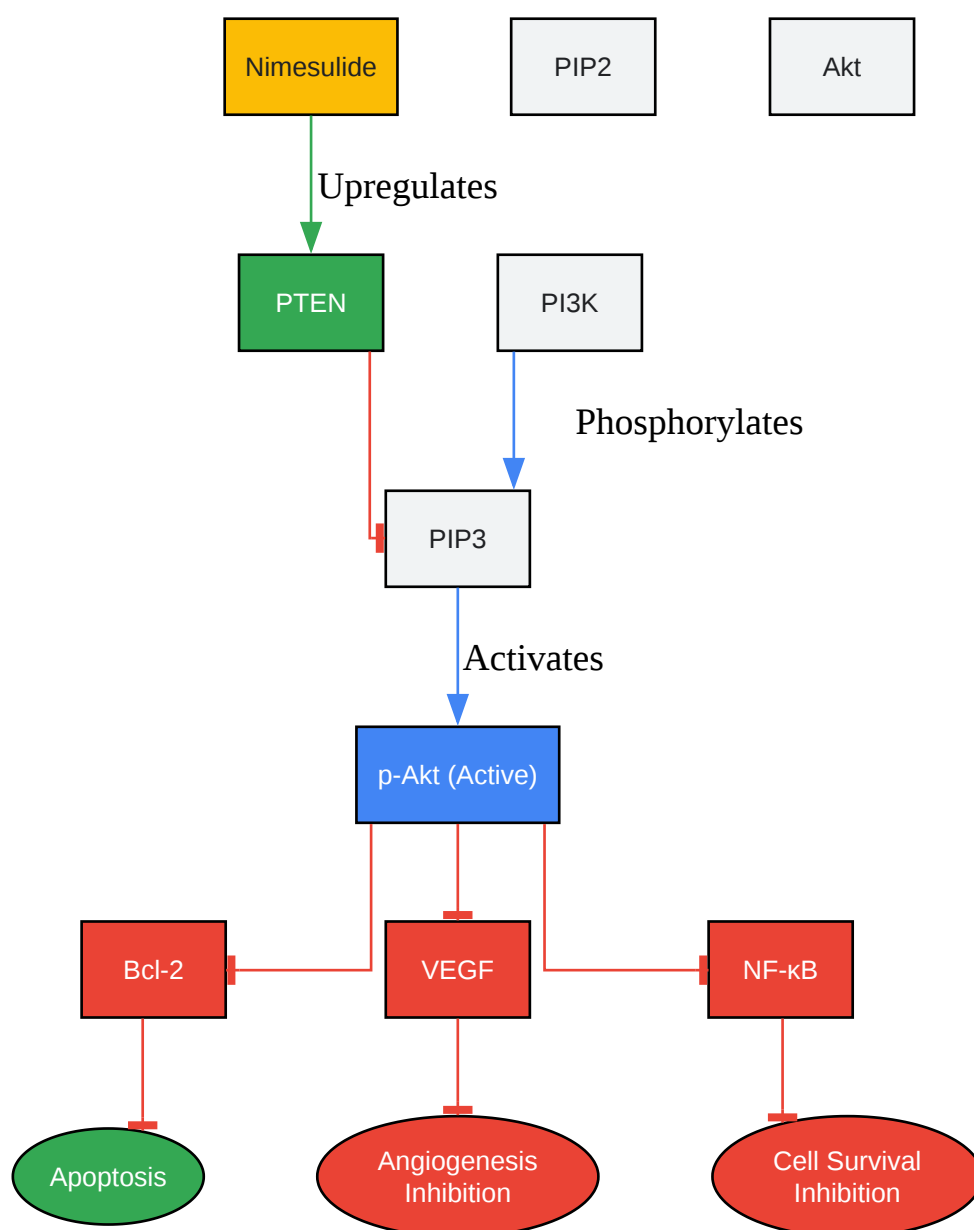 Nimesulide
PIP2
Akt
Upregulates
PTEN
PI3K
Phosphorylates
PIP3
Activates
p-Akt (Active)
Bcl-2
VEGF
NF-κB
Apoptosis
Angiogenesis
Inhibition
Cell Survival
Inhibition